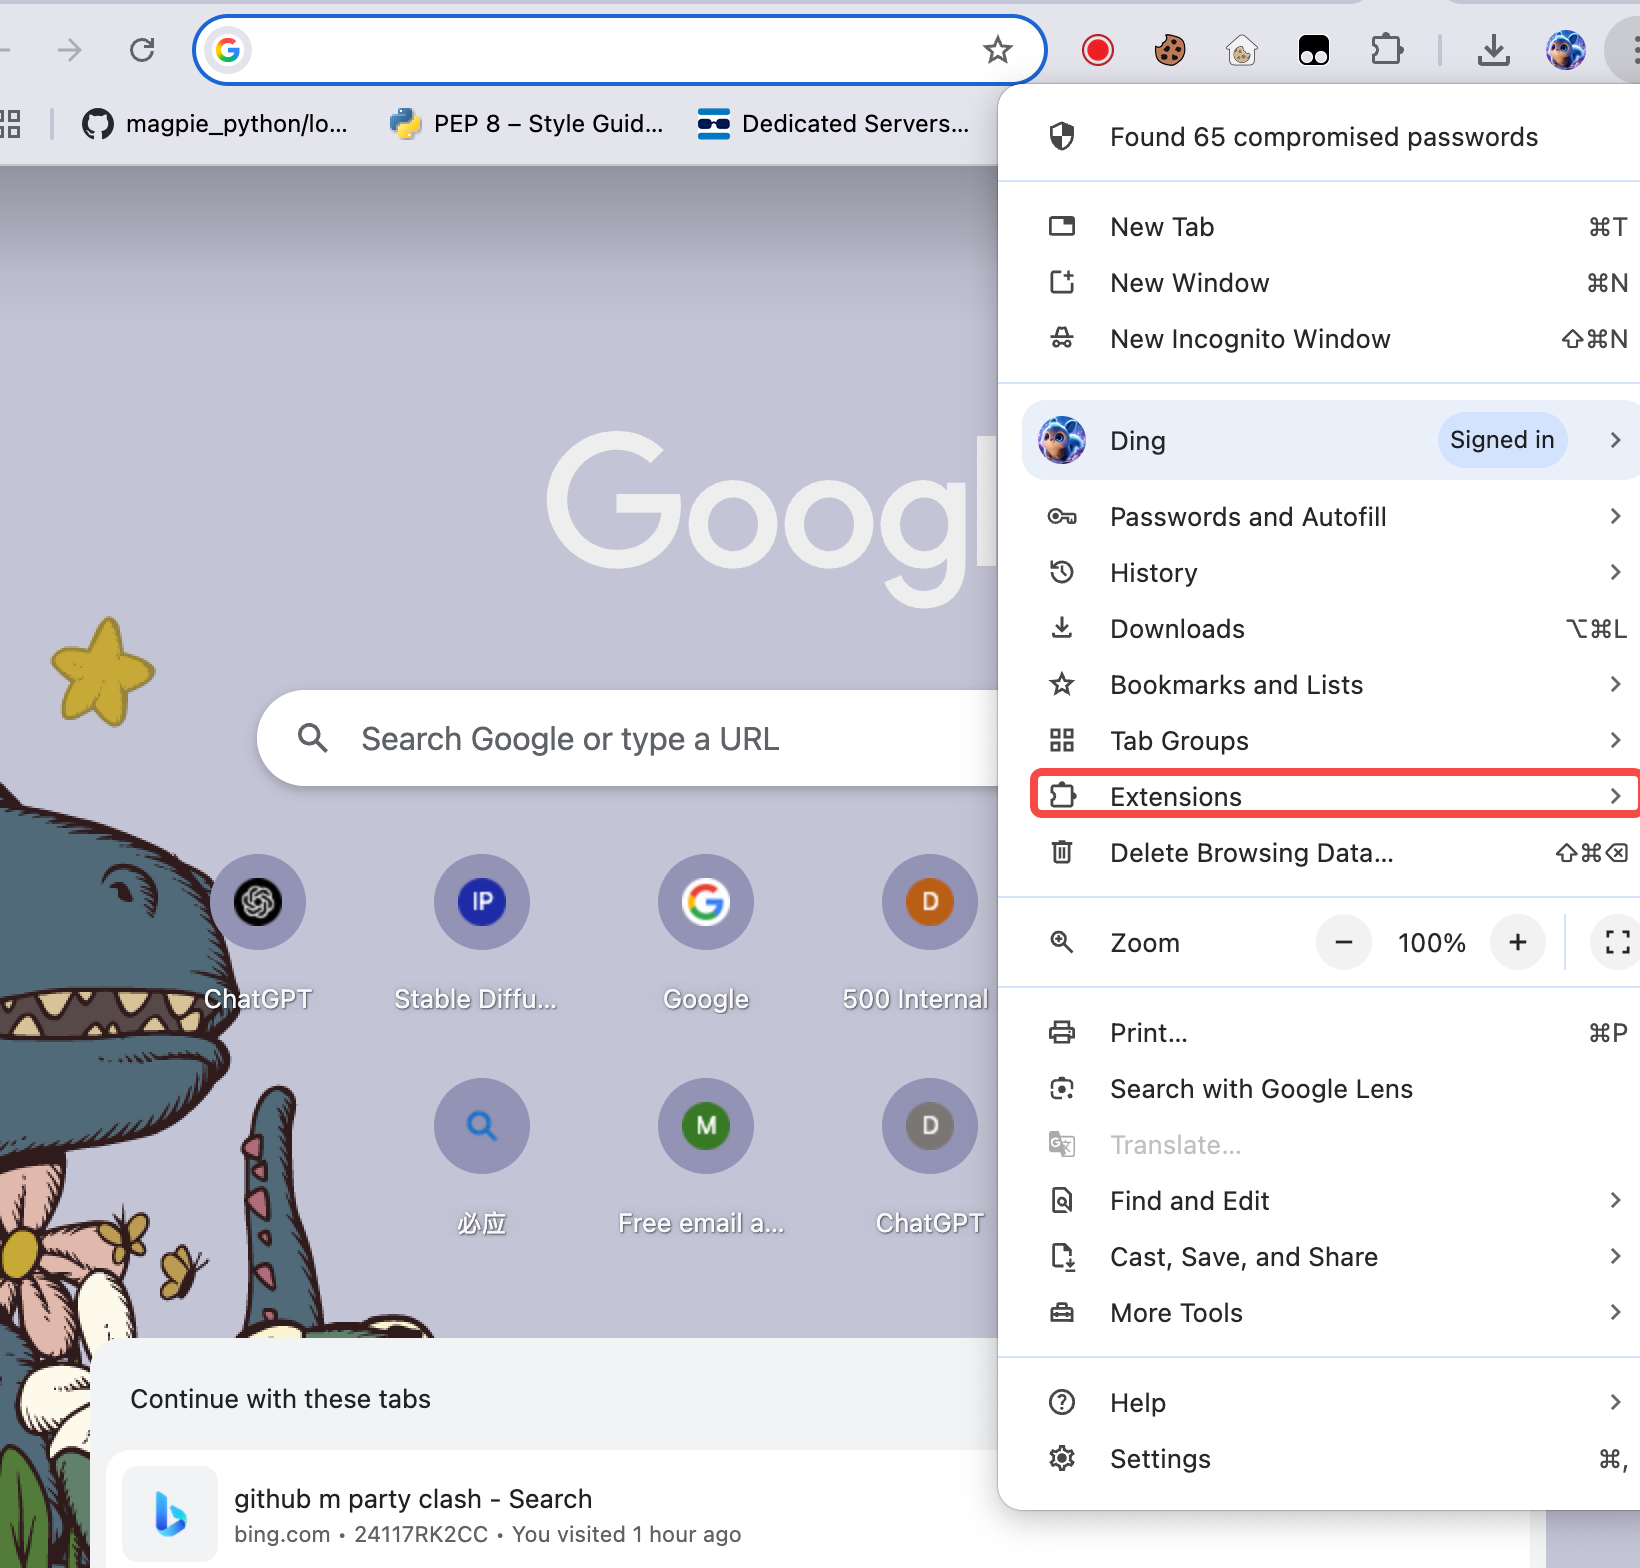 magpie_python/lo...
PEP 8 – Style Guid...
Dedicated Servers...
Found 65 compromised passwords
New Tab ⌘T
New Window ⌘N
New Incognito Window ⇧⌘N
Ding Signed in
Passwords and Autofill
History
Downloads ⌥⌘L
Bookmarks and Lists
Tab Groups
Extensions
Delete Browsing Data... ⇧⌘⌫
Zoom − 100% +
Print... ⌘P
Search with Google Lens
Translate...
Find and Edit
Cast, Save, and Share
More Tools
Help
Settings ⌘,
Googl
Search Google or type a URL
IP
D
ChatGPT
Stable Diffu...
Google
500 Internal
M
D
必应
Free email a...
ChatGPT
Continue with these tabs
github m party clash - Search
bing.com • 24117RK2CC • You visited 1 hour ago